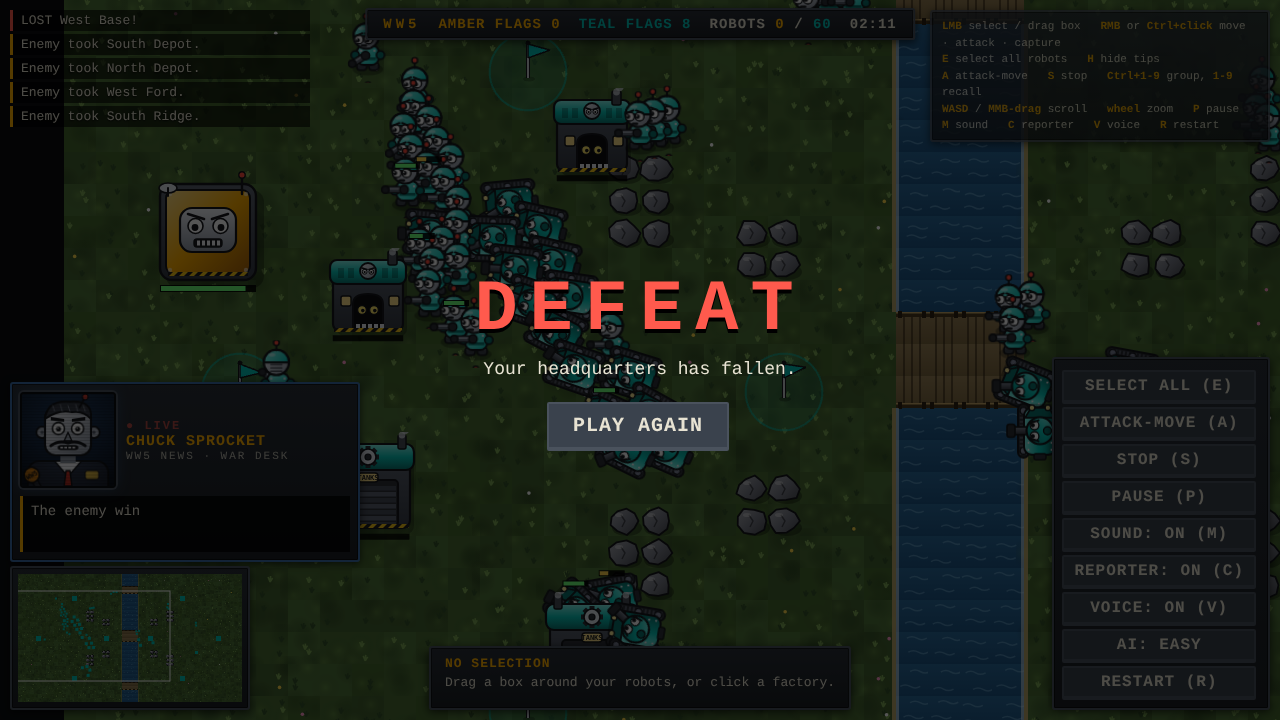 LOST West Base!
Enemy took South Depot.
Enemy took North Depot.
Enemy took West Ford.
Enemy took South Ridge.
WW5 AMBER FLAGS 0 TEAL FLAGS 8 ROBOTS 0 / 60 02:11
LMB select / drag box RMB or Ctrl+click move
· attack · capture
E select all robots H hide tips
A attack-move S stop Ctrl+1-9 group, 1-9
recall
WASD / MMB-drag scroll wheel zoom P pause
M sound C reporter V voice R restart
DEFEAT
Your headquarters has fallen.
PLAY AGAIN
● LIVE
CHUCK SPROCKET
WW5 NEWS · WAR DESK
The enemy win
TANKS
TANKS
NO SELECTION
Drag a box around your robots, or click a factory.
SELECT ALL (E)
ATTACK-MOVE (A)
STOP (S)
PAUSE (P)
SOUND: ON (M)
REPORTER: ON (C)
VOICE: ON (V)
AI: EASY
RESTART (R)